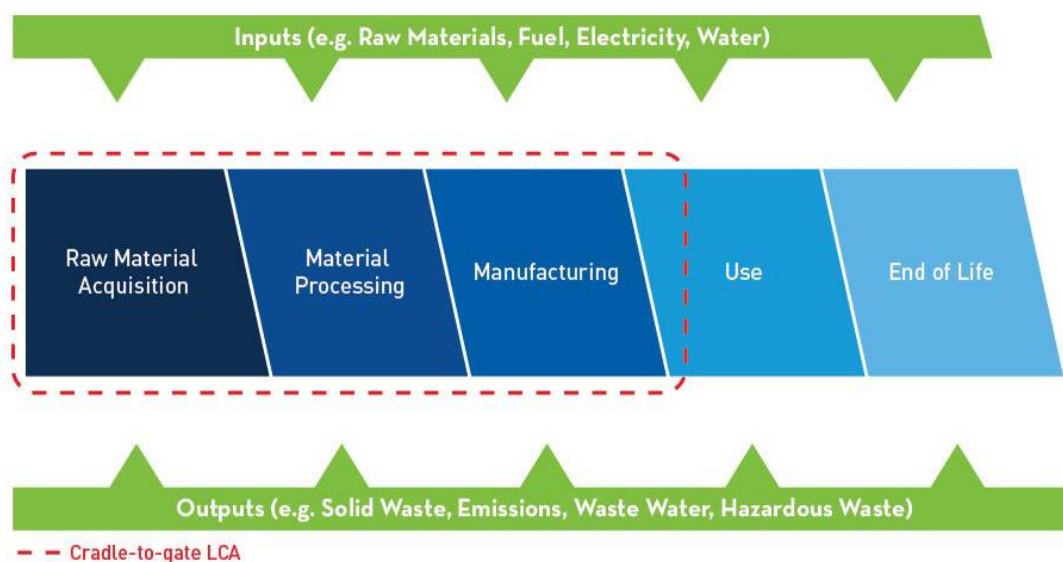 Inputs (e.g. Raw Materials, Fuel, Electricity, Water)
Raw Material
Acquisition
Material
Processing
Manufacturing
Use
End of Life
Outputs (e.g. Solid Waste, Emissions, Waste Water, Hazardous Waste)
Cradle-to-gate LCA